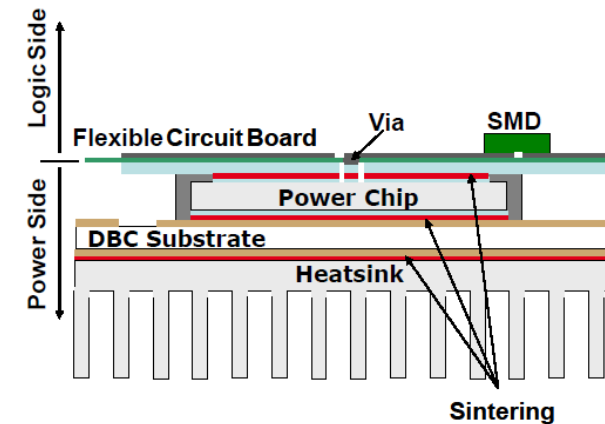 Logic Side
SMD
Via
Flexible Circuit Board
Power Chip
Power Side
DBC Substrate
Heatsink
Sintering